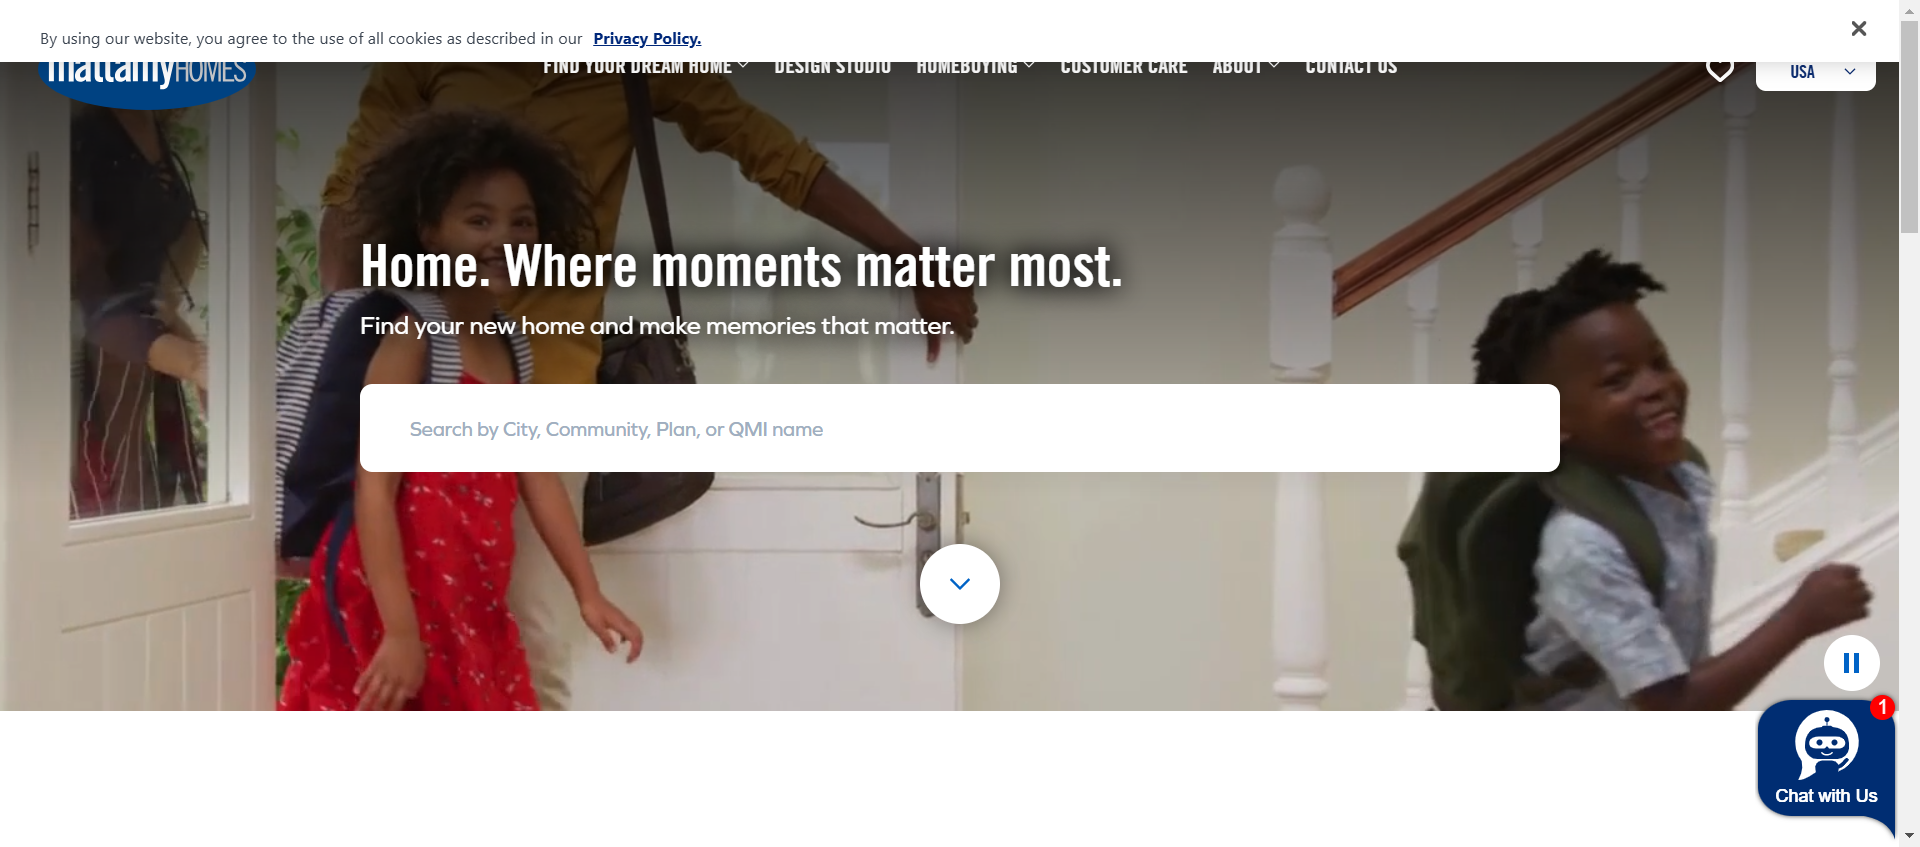 By using our website, you agree to the use of all cookies as described in our Privacy Policy.
mattamyHOMES
FIND YOUR DREAM HOME
DESIGN STUDIO
HOMEBUYING
CUSTOMER CARE
ABOUT
CONTACT US
USA
Home. Where moments matter most.
Find your new home and make memories that matter.
Search by City, Community, Plan, or QMI name
1
Chat with Us